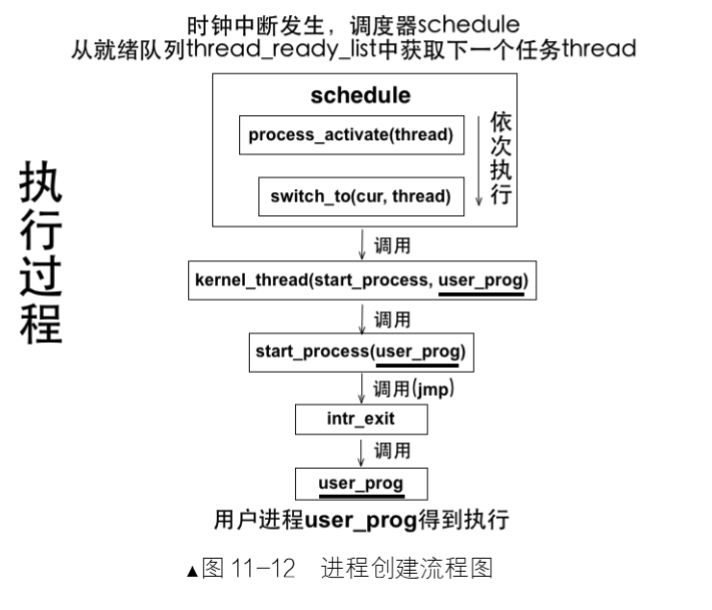 时钟中断发生，调度器schedule
从就绪队列thread_ready_list中获取下一个任务thread
执行过程
schedule
process_activate(thread)
switch_to(cur, thread)
依次执行
调用
kernel_thread(start_process, user_prog)
调用
start_process(user_prog)
调用(jmp)
intr_exit
调用
user_prog
用户进程user_prog得到执行
▲图 11-12 进程创建流程图